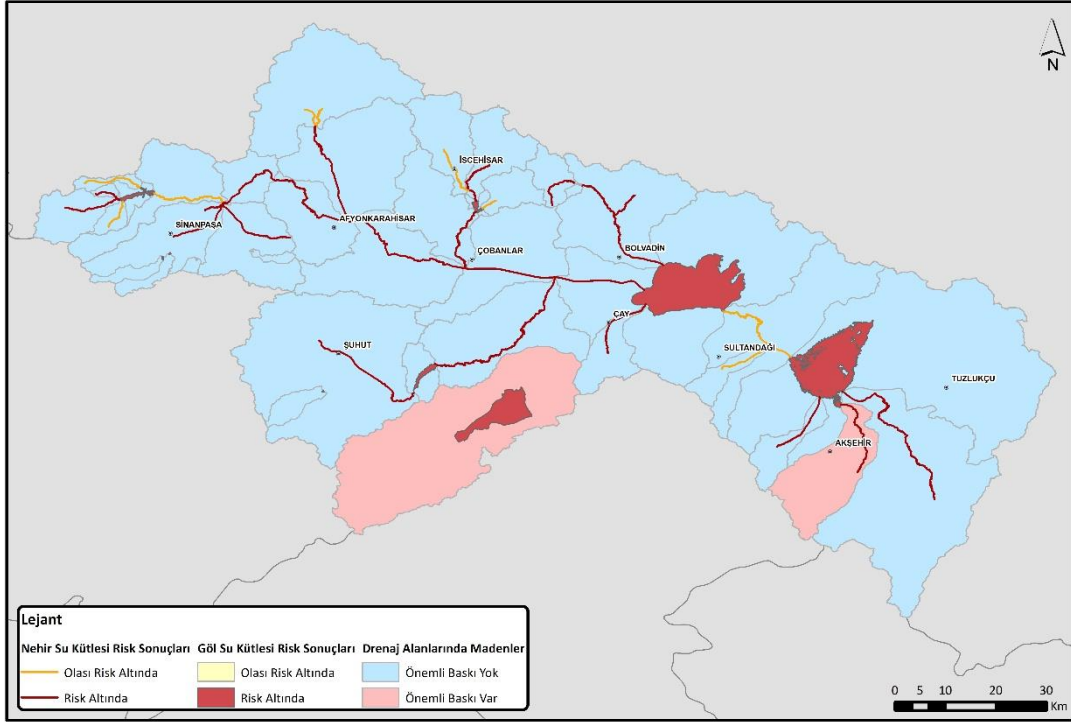 N
İSCEHİSAR
AFYONKARAHİSAR
SİNANPAŞA
BOLVADİN
ÇOBANLAR
ÇAY
ŞUHUT
SULTANDAĞI
TUZLUKÇU
AKŞEHİR
Lejant
Nehir Su Kütlesi Risk Sonuçları Göl Su Kütlesi Risk Sonuçları Drenaj Alanlarında Madenler
Olası Risk Altında Olası Risk Altında Önemli Baskı Yok
Risk Altında Risk Altında Önemli Baskı Var
0 5 10 20 30
Km